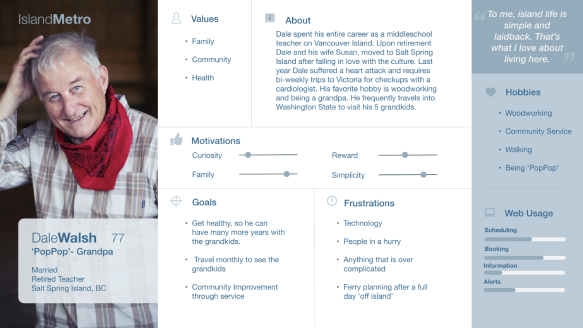 IslandMetro
DaleWalsh 77
‘PopPop’- Grandpa
Married
Retired Teacher
Salt Spring Island, BC
Values
• Family
• Community
• Health
About
Dale spent his entire career as a middleschool
teacher on Vancouver Island. Upon retirement
Dale and his wife Susan, moved to Salt Spring
Island after falling in love with the culture. Last
year Dale suffered a heart attack and requires
bi-weekly trips to Victoria for checkups with a
cardiologist. His favorite hobby is woodworking
and being a grandpa. He frequently travels into
Washington State to visit his 5 grandkids.
Motivations
Curiosity
Reward
Family
Simplicity
Goals
• Get healthy, so he can
have many more years with
the grandkids.
• Travel monthly to see the
grandkids
• Community Improvement
through service
Frustrations
• Technology
• People in a hurry
• Anything that is over
complicated
• Ferry planning after a full
day ‘off island’
“ To me, island life is
simple and
laidback. That’s
what I love about
living here. ”
Hobbies
• Woodworking
• Community Service
• Walking
• Being ‘PopPop’
Web Usage
Scheduling
Booking
Information
Alerts